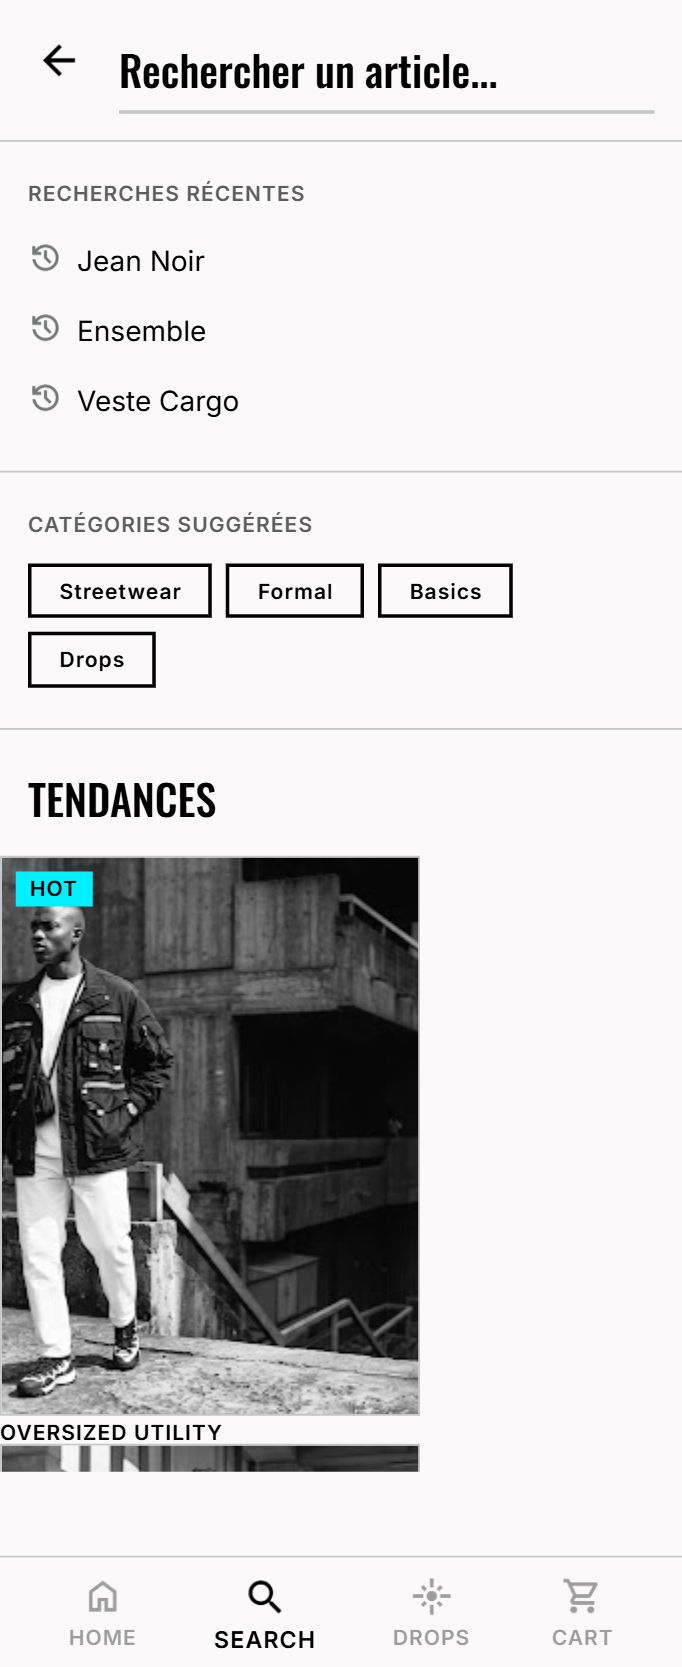 Rechercher un article...
RECHERCHES RÉCENTES
Jean Noir
Ensemble
Veste Cargo
CATÉGORIES SUGGÉRÉES
Streetwear Formal Basics
Drops
TENDANCES
HOT
OVERSIZED UTILITY
HOME SEARCH DROPS CART